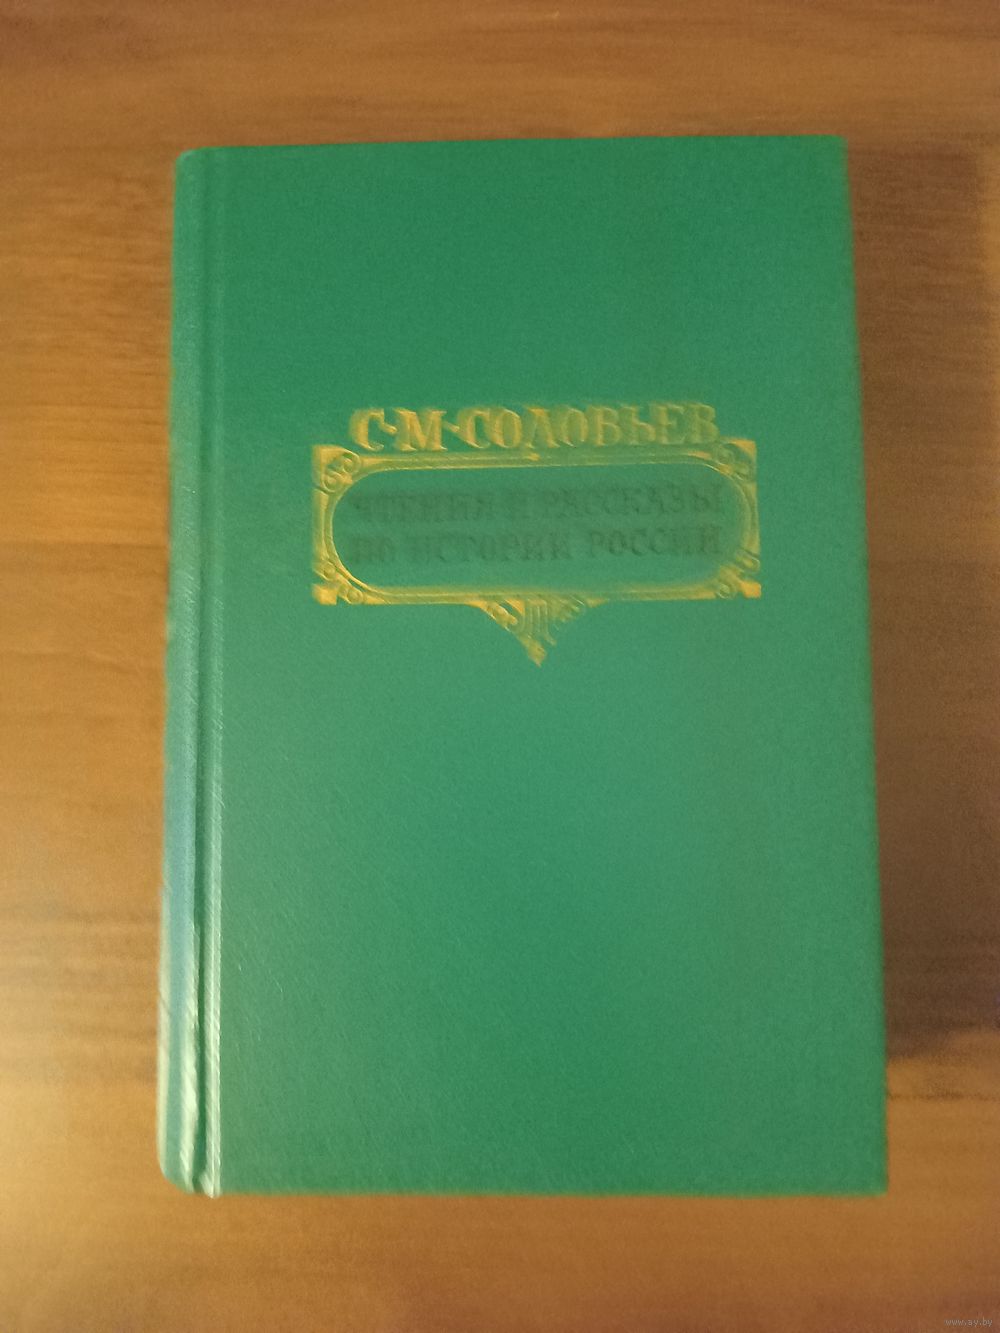 С·М·СОЛОВЬЕВ
ЧТЕНИЯ И РАССКАЗЫ
ПО ИСТОРИИ РОССИИ
www.ay.by